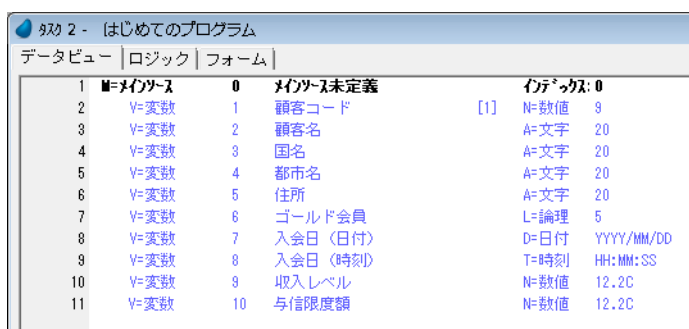 ﾀｽｸ 2 - はじめてのプログラム
データビュー ロジック フォーム
1 M=ﾒｲﾝｿｰｽ 0 ﾒｲﾝｿｰｽ未定義 ｲﾝﾃﾞｯｸｽ: 0
2 V=変数 1 顧客コード [1] N=数値 9
3 V=変数 2 顧客名 A=文字 20
4 V=変数 3 国名 A=文字 20
5 V=変数 4 都市名 A=文字 20
6 V=変数 5 住所 A=文字 20
7 V=変数 6 ゴールド会員 L=論理 5
8 V=変数 7 入会日（日付） D=日付 YYYY/MM/DD
9 V=変数 8 入会日（時刻） T=時刻 HH:MM:SS
10 V=変数 9 収入レベル N=数値 12.2C
11 V=変数 10 与信限度額 N=数値 12.2C